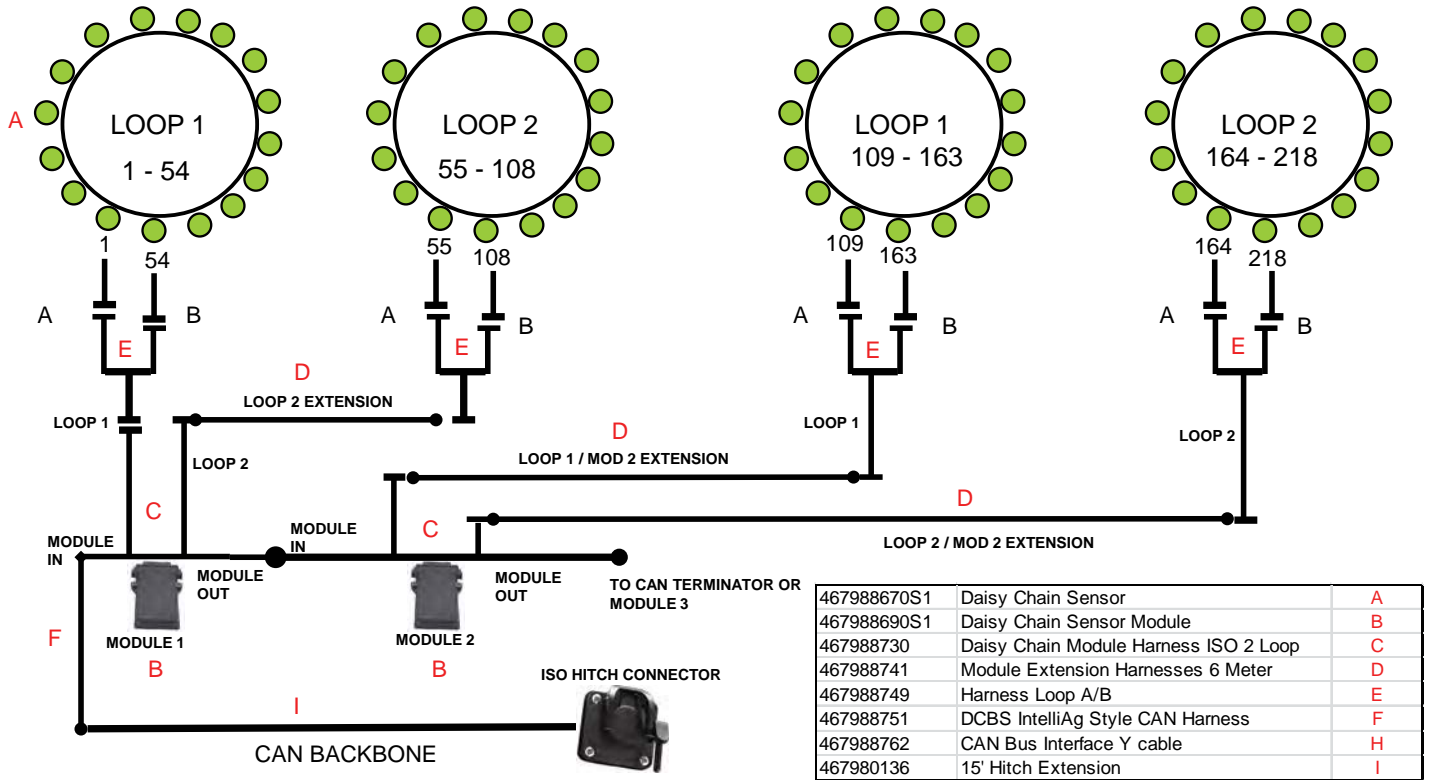 A
LOOP 1
1 - 54
LOOP 2
55 - 108
LOOP 1
109 - 163
LOOP 2
164 - 218
1
54
55
108
109
163
164
218
A
B
A
B
A
B
A
B
E
E
E
E
D
LOOP 2 EXTENSION
LOOP 1
LOOP 2
D
LOOP 1 / MOD 2 EXTENSION
LOOP 1
LOOP 2
D
LOOP 2 / MOD 2 EXTENSION
C
C
MODULE
IN
MODULE
OUT
MODULE
IN
MODULE
OUT
TO CAN TERMINATOR OR
MODULE 3
MODULE 1
B
MODULE 2
B
F
I
ISO HITCH CONNECTOR
CAN BACKBONE
467988670S1 Daisy Chain Sensor A
467988690S1 Daisy Chain Sensor Module B
467988730 Daisy Chain Module Harness ISO 2 Loop C
467988741 Module Extension Harnesses 6 Meter D
467988749 Harness Loop A/B E
467988751 DCBS IntelliAg Style CAN Harness F
467988762 CAN Bus Interface Y cable H
467980136 15' Hitch Extension I